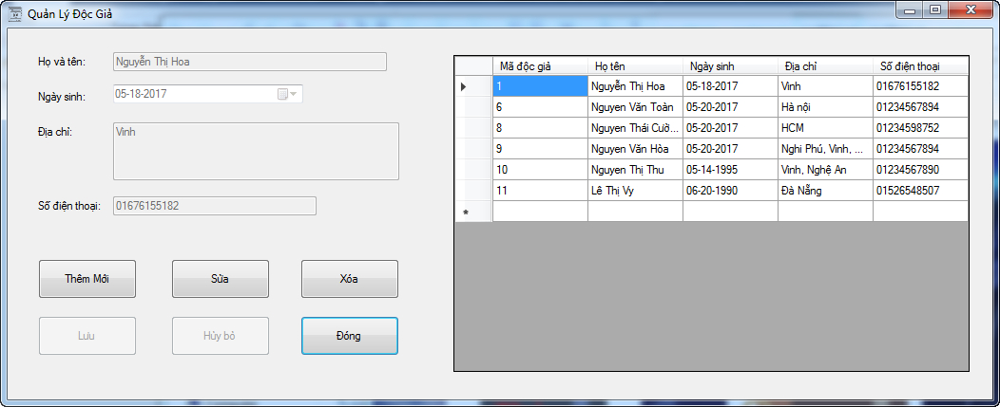 Quản Lý Độc Giả
Họ và tên: Nguyễn Thị Hoa
Ngày sinh: 05-18-2017
Địa chỉ: Vinh
Số điện thoại: 01676155182
Thêm Mới Sửa Xóa
Lưu Hủy bỏ Đóng
Mã độc giả Họ tên Ngày sinh Địa chỉ Số điện thoại
1 Nguyễn Thị Hoa 05-18-2017 Vinh 01676155182
6 Nguyen Văn Toàn 05-20-2017 Hà nội 01234567894
8 Nguyen Thái Cườ... 05-20-2017 HCM 01234598752
9 Nguyen Văn Hòa 05-20-2017 Nghi Phú, Vinh, ... 01234567894
10 Nguyen Thị Thu 05-14-1995 Vinh, Nghệ An 01234567890
11 Lê Thị Vy 06-20-1990 Đà Nẵng 01526548507